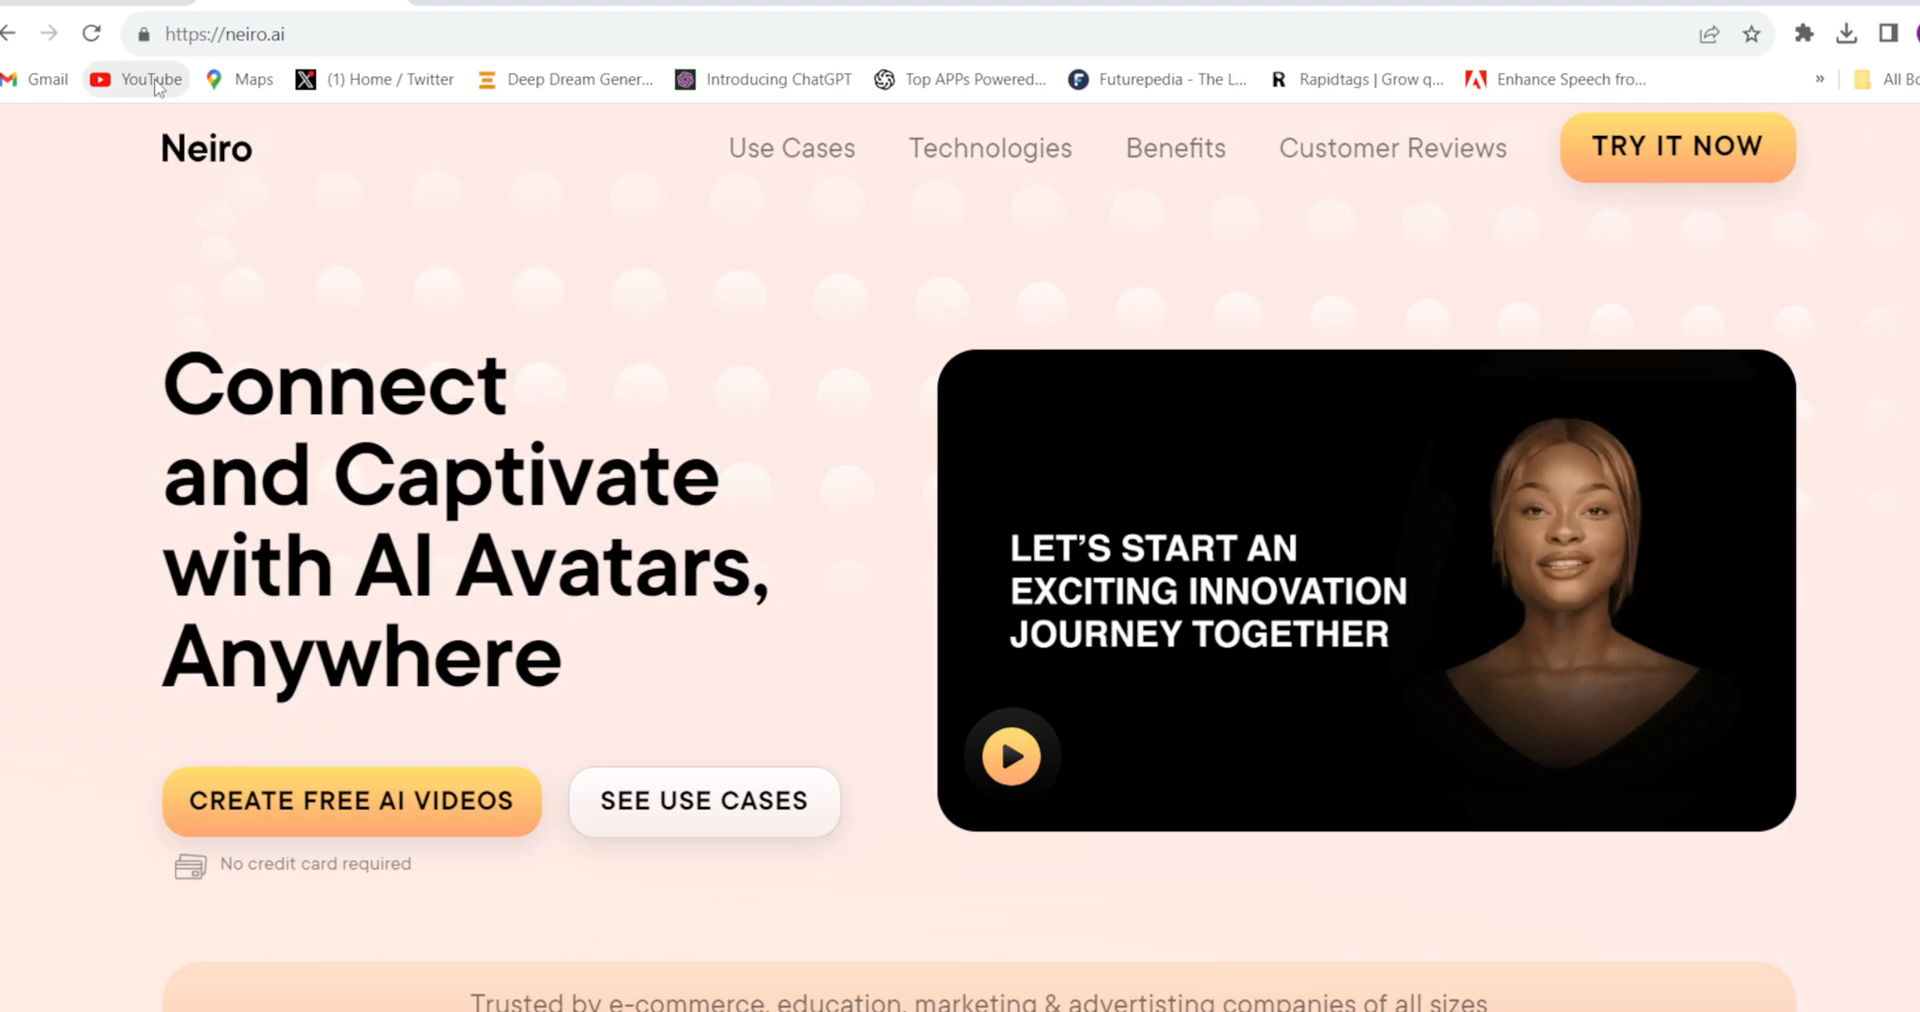 https://neiro.ai
Gmail YouTube Maps (1) Home / Twitter Deep Dream Gener... Introducing ChatGPT Top APPs Powered... Futurepedia - The L... Rapidtags | Grow q... Enhance Speech fro... » All Bo
Neiro Use Cases Technologies Benefits Customer Reviews TRY IT NOW
Connect
and Captivate
with AI Avatars,
Anywhere
LET'S START AN
EXCITING INNOVATION
JOURNEY TOGETHER
CREATE FREE AI VIDEOS SEE USE CASES
No credit card required
Trusted by e-commerce, education, marketing & advertisting companies of all sizes